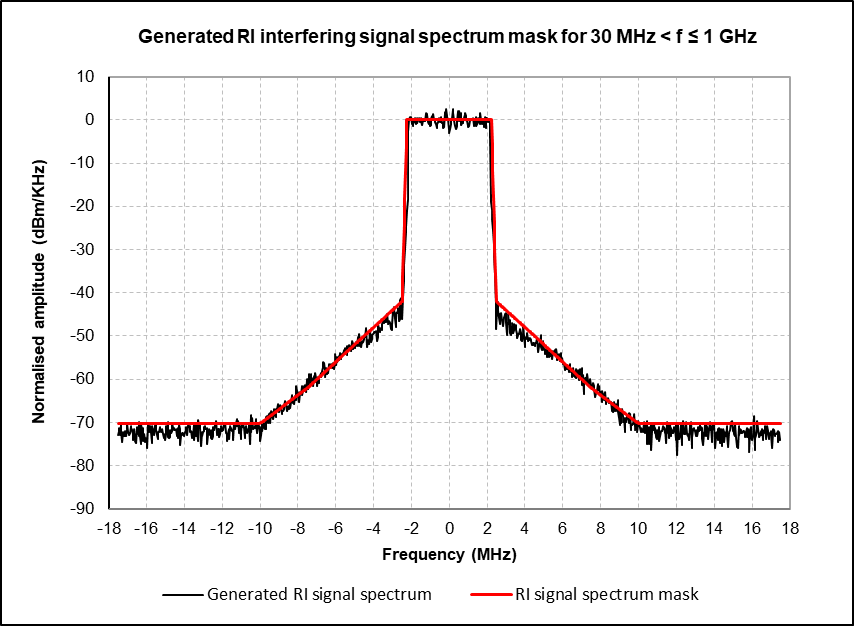 Generated RI interfering signal spectrum mask for 30 MHz < f ≤ 1 GHz
Normalised amplitude (dBm/KHz)
10
0
-10
-20
-30
-40
-50
-60
-70
-80
-90
-18 -16 -14 -12 -10 -8 -6 -4 -2 0 2 4 6 8 10 12 14 16 18
Frequency (MHz)
Generated RI signal spectrum RI signal spectrum mask